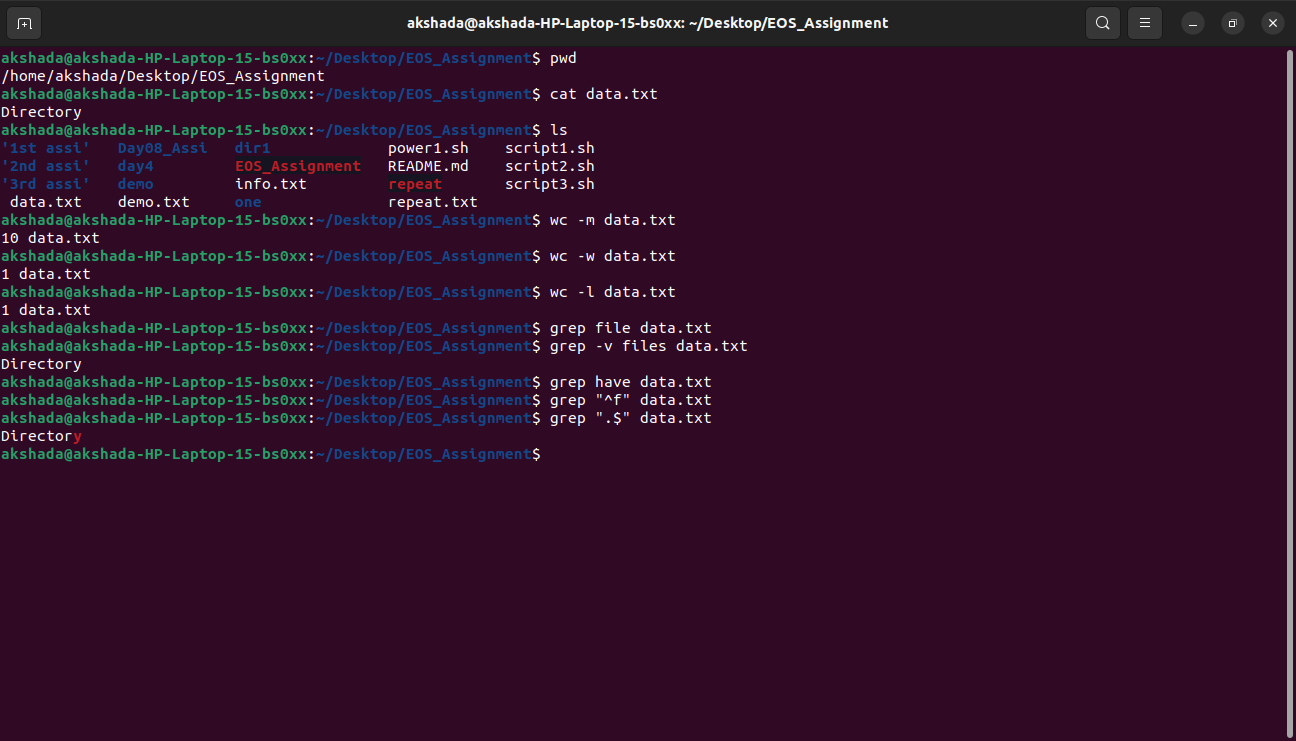 akshada@akshada-HP-Laptop-15-bs0xx: ~/Desktop/EOS_Assignment
akshada@akshada-HP-Laptop-15-bs0xx:~/Desktop/EOS_Assignment$ pwd
/home/akshada/Desktop/EOS_Assignment
akshada@akshada-HP-Laptop-15-bs0xx:~/Desktop/EOS_Assignment$ cat data.txt
Directory
akshada@akshada-HP-Laptop-15-bs0xx:~/Desktop/EOS_Assignment$ ls
'1st assi'   Day08_Assi   dir1             power1.sh    script1.sh
'2nd assi'   day4         EOS_Assignment   README.md    script2.sh
'3rd assi'   demo         info.txt         repeat       script3.sh
 data.txt    demo.txt     one              repeat.txt
akshada@akshada-HP-Laptop-15-bs0xx:~/Desktop/EOS_Assignment$ wc -m data.txt
10 data.txt
akshada@akshada-HP-Laptop-15-bs0xx:~/Desktop/EOS_Assignment$ wc -w data.txt
1 data.txt
akshada@akshada-HP-Laptop-15-bs0xx:~/Desktop/EOS_Assignment$ wc -l data.txt
1 data.txt
akshada@akshada-HP-Laptop-15-bs0xx:~/Desktop/EOS_Assignment$ grep file data.txt
akshada@akshada-HP-Laptop-15-bs0xx:~/Desktop/EOS_Assignment$ grep -v files data.txt
Directory
akshada@akshada-HP-Laptop-15-bs0xx:~/Desktop/EOS_Assignment$ grep have data.txt
akshada@akshada-HP-Laptop-15-bs0xx:~/Desktop/EOS_Assignment$ grep "^f" data.txt
akshada@akshada-HP-Laptop-15-bs0xx:~/Desktop/EOS_Assignment$ grep ".$" data.txt
Directory
akshada@akshada-HP-Laptop-15-bs0xx:~/Desktop/EOS_Assignment$